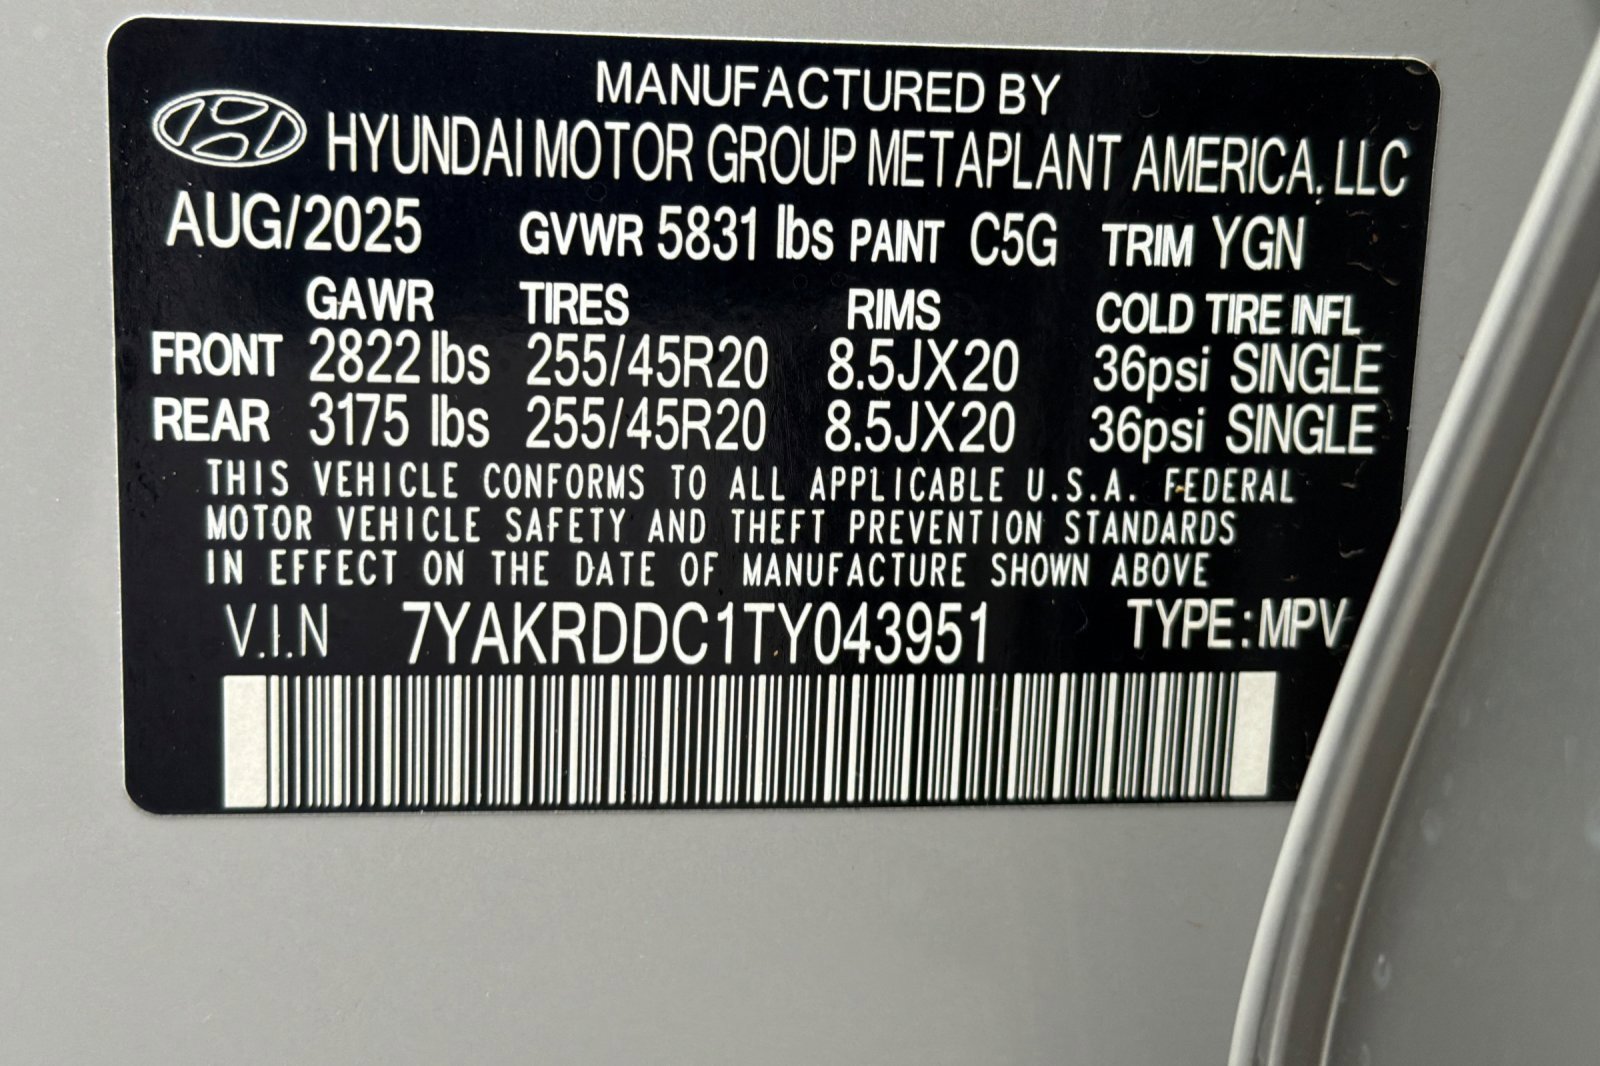 MANUFACTURED BY
HYUNDAI MOTOR GROUP METAPLANT AMERICA, LLC
AUG/2025 GVWR 5831 lbs PAINT C5G TRIM YGN
GAWR TIRES RIMS COLD TIRE INFL
FRONT 2822 lbs 255/45R20 8.5JX20 36psi SINGLE
REAR 3175 lbs 255/45R20 8.5JX20 36psi SINGLE
THIS VEHICLE CONFORMS TO ALL APPLICABLE U.S.A. FEDERAL
MOTOR VEHICLE SAFETY AND THEFT PREVENTION STANDARDS
IN EFFECT ON THE DATE OF MANUFACTURE SHOWN ABOVE
V.I.N 7YAKRDDC1TY043951 TYPE:MPV